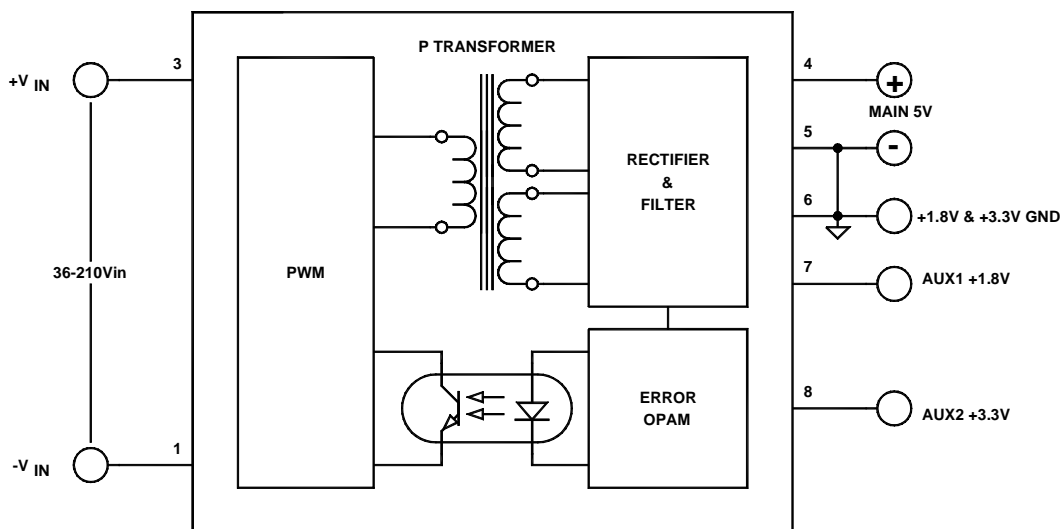 P TRANSFORMER
+V IN
3
4
+
MAIN 5V
5
-
RECTIFIER
&
FILTER
6
+1.8V & +3.3V GND
36-210Vin
PWM
7
AUX1 +1.8V
ERROR
OPAM
8
AUX2 +3.3V
-V IN
1